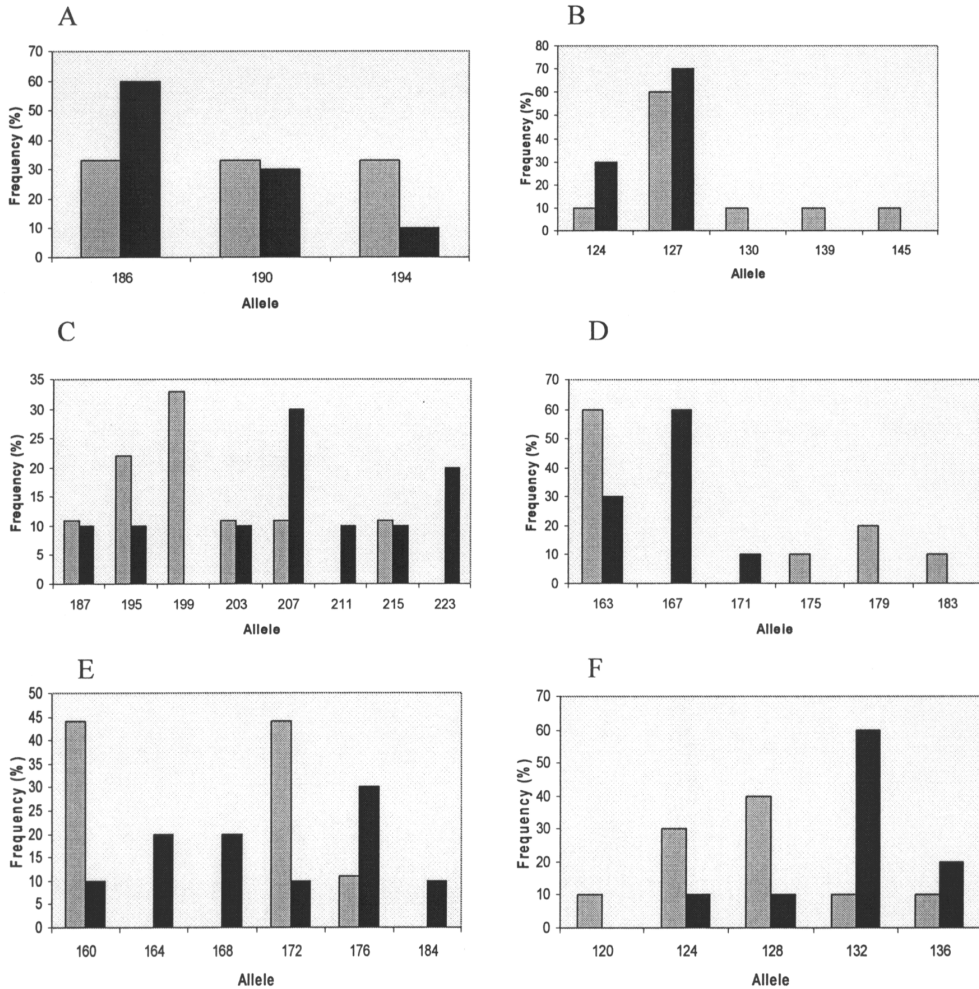 A
70
60
50
40
30
20
10
0
Frequency (%)
186 190 194
Allele
B
80
70
60
50
40
30
20
10
0
Frequency (%)
124 127 130 139 145
Allele
C
35
30
25
20
15
10
5
0
Frequency (%)
187 195 199 203 207 211 215 223
Allele
D
70
60
50
40
30
20
10
0
Frequency (%)
163 167 171 175 179 183
Allele
E
50
45
40
35
30
25
20
15
10
5
0
Frequency (%)
160 164 168 172 176 184
Allele
F
70
60
50
40
30
20
10
0
Frequency (%)
120 124 128 132 136
Allele